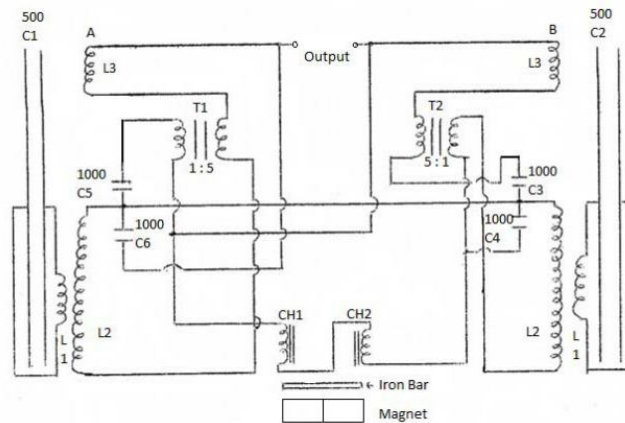 500
C1
A
Output
B
500
C2
L3
L3
T1
T2
1:5
5:1
1000
C5
1000
C6
1000
C3
1000
C4
L2
L
1
CH1
CH2
L2
L
1
← Iron Bar
Magnet